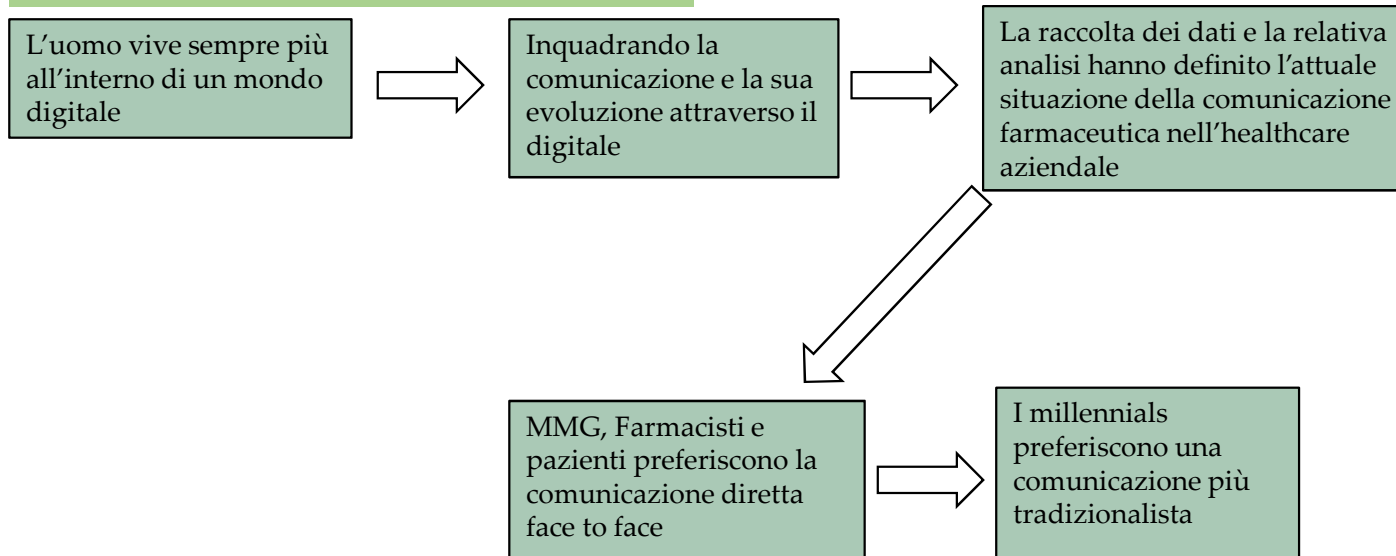 L’uomo vive sempre più
all’interno di un mondo
digitale
Inquadrando la
comunicazione e la sua
evoluzione attraverso il
digitale
La raccolta dei dati e la relativa
analisi hanno definito l’attuale
situazione della comunicazione
farmaceutica nell’healthcare
aziendale
MMG, Farmacisti e
pazienti preferiscono la
comunicazione diretta
face to face
I millennials
preferiscono una
comunicazione più
tradizionalista